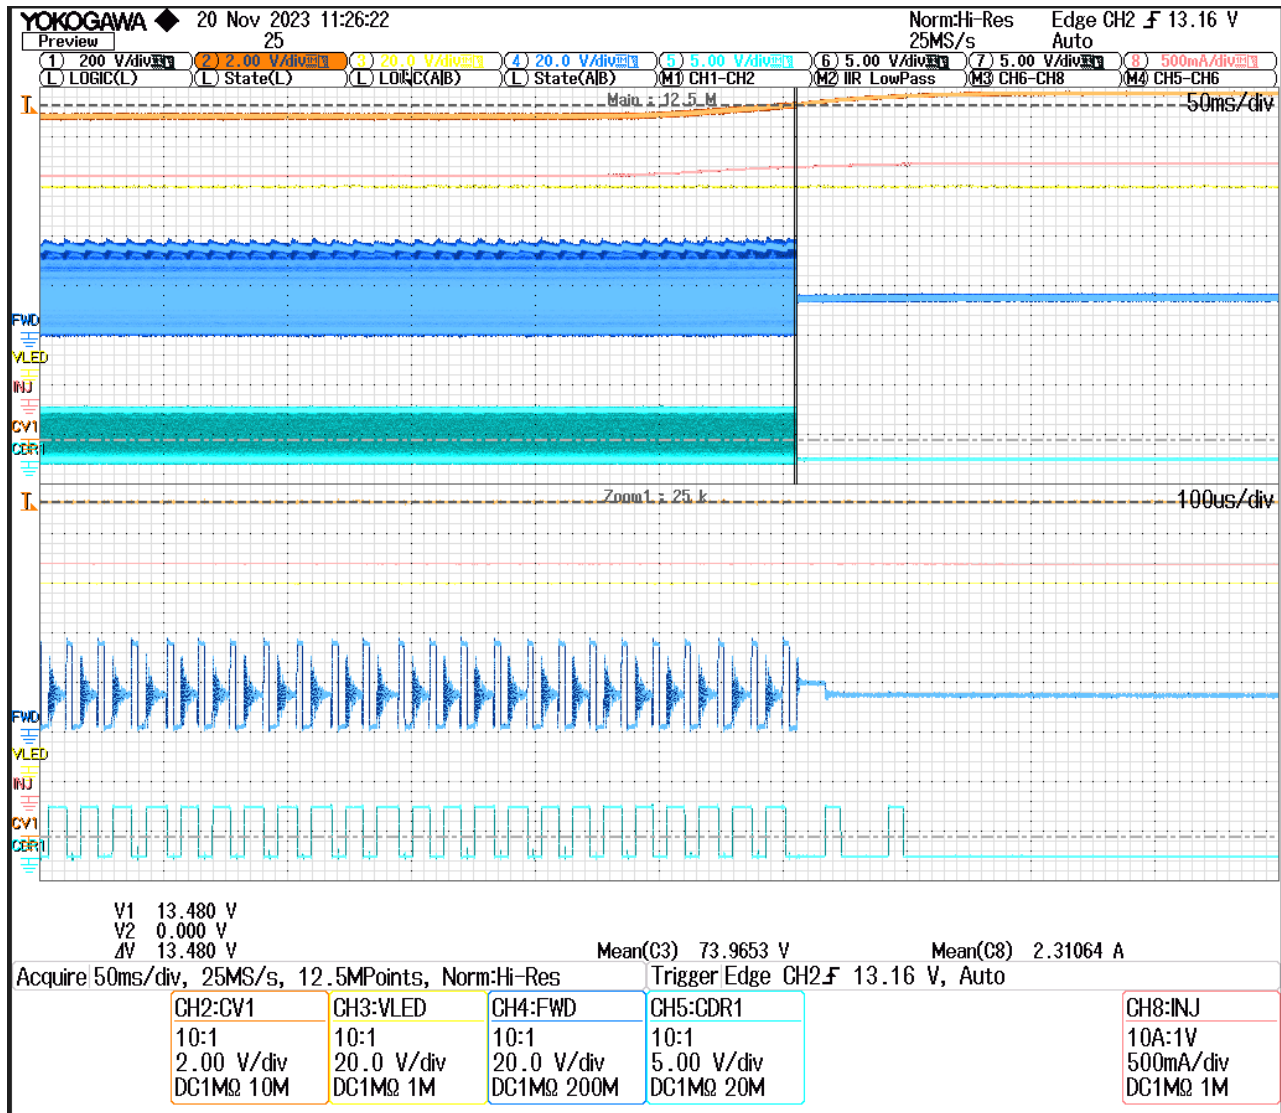 YOKOGAWA ◆ 20 Nov 2023 11:26:22 Norm:Hi-Res Edge CH2 ⨍ 13.16 V
Preview 25 25MS/s Auto
1 200 V/div 2 2.00 V/div 3 20.0 V/div 4 20.0 V/div 5 5.00 V/div 6 5.00 V/div 7 5.00 V/div 8 500mA/div
L LOGIC(L) L State(L) L LOGIC(A|B) L State(A|B) M1 CH1-CH2 M2 IIR LowPass M3 CH6-CH8 M4 CH5-CH6
Main : 12.5 M 50ms/div
FWD
VLED
INJ
CV1
CDR1
Zoom1 : 25 k 100us/div
FWD
VLED
INJ
CV1
CDR1
V1 13.480 V
V2 0.000 V
ΔV 13.480 V Mean(C3) 73.9653 V Mean(C8) 2.31064 A
Acquire 50ms/div, 25MS/s, 12.5MPoints, Norm:Hi-Res Trigger Edge CH2 ⨍ 13.16 V, Auto
CH2:CV1 CH3:VLED CH4:FWD CH5:CDR1 CH8:INJ
10:1 10:1 10:1 10:1 10A:1V
2.00 V/div 20.0 V/div 20.0 V/div 5.00 V/div 500mA/div
DC1MΩ 10M DC1MΩ 1M DC1MΩ 200M DC1MΩ 20M DC1MΩ 1M